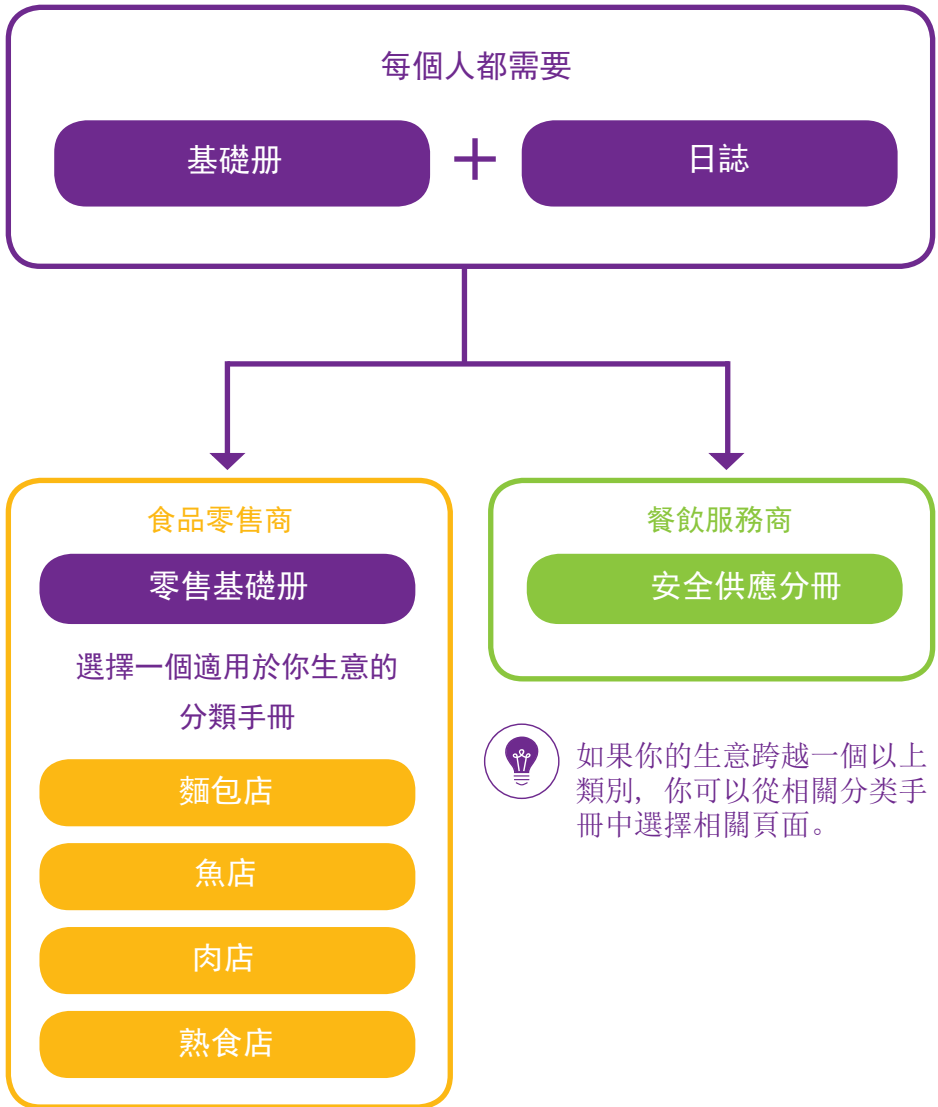 每個人都需要
基礎册
+
日誌
食品零售商
零售基礎册
選擇一個適用於你生意的
分類手冊
麵包店
魚店
肉店
熟食店
餐飲服務商
安全供應分冊
如果你的生意跨越一個以上
類別，你可以從相關分类手
冊中選擇相關頁面。